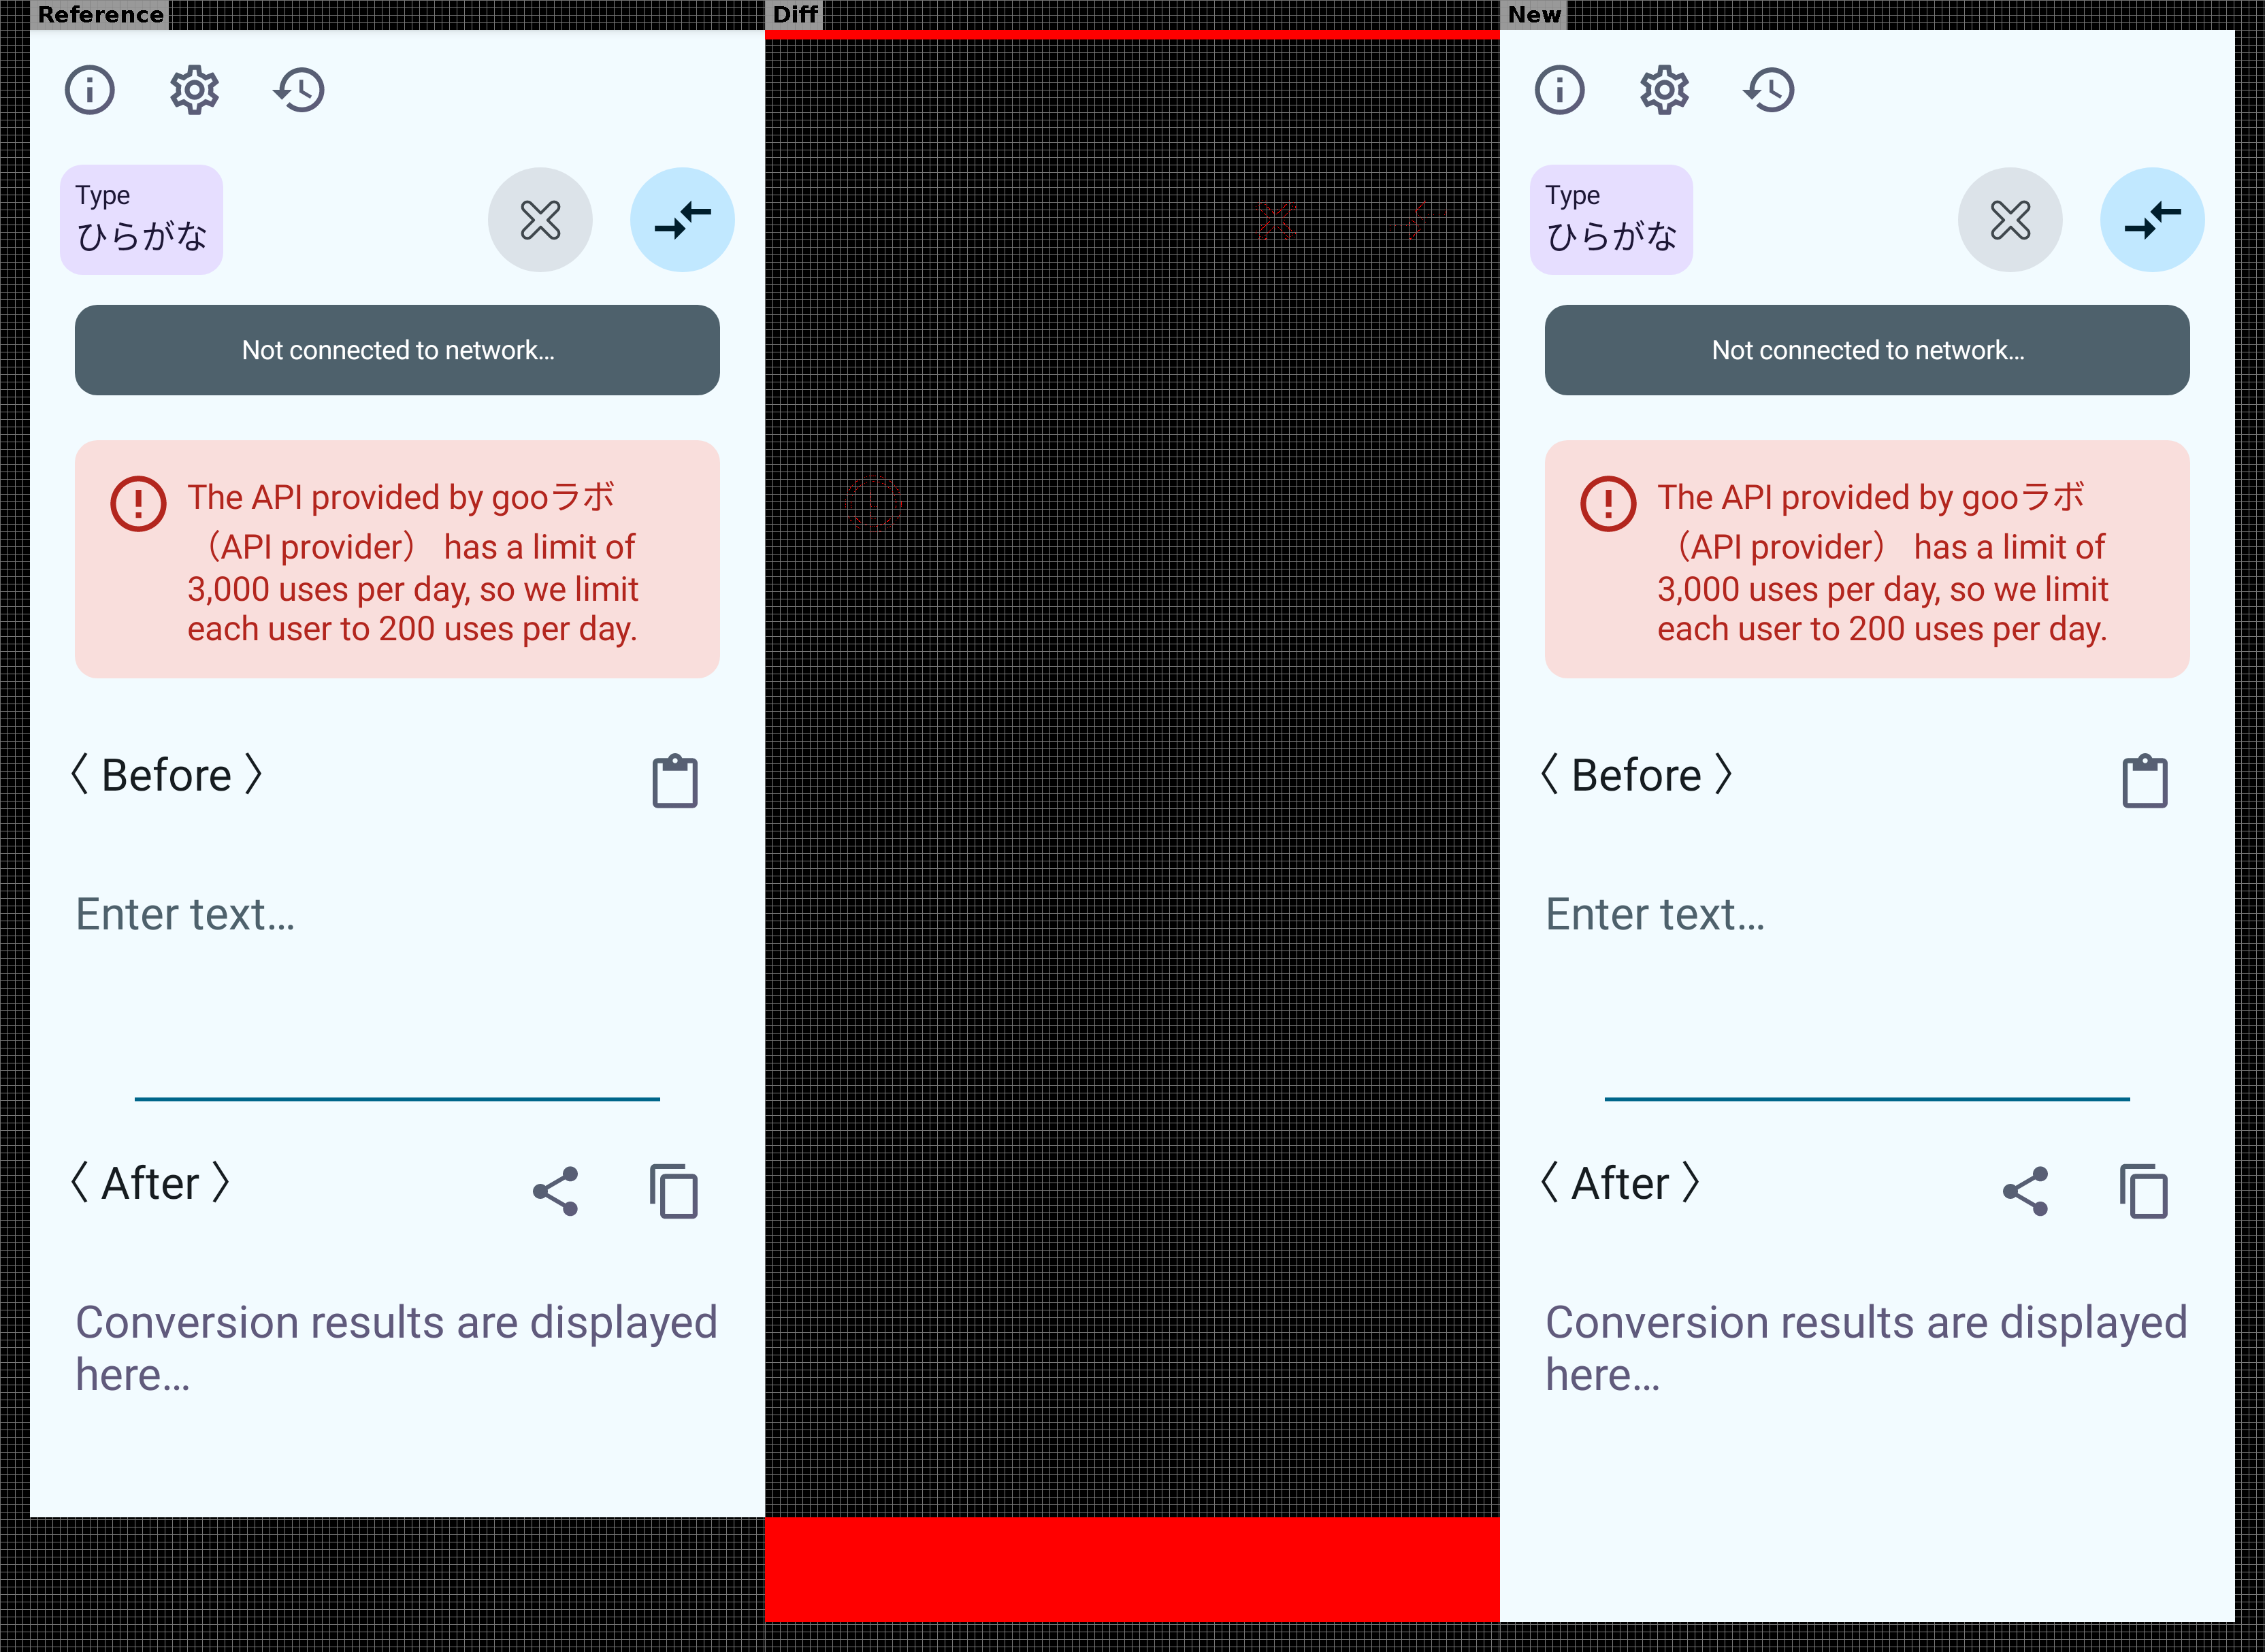 Reference
Diff
New
Type
ひらがな
Not connected to network…
The API provided by gooラボ
（API provider） has a limit of
3,000 uses per day, so we limit
each user to 200 uses per day.
〈 Before 〉
Enter text…
〈 After 〉
Conversion results are displayed
here…
Type
ひらがな
Not connected to network…
The API provided by gooラボ
（API provider） has a limit of
3,000 uses per day, so we limit
each user to 200 uses per day.
〈 Before 〉
Enter text…
〈 After 〉
Conversion results are displayed
here…